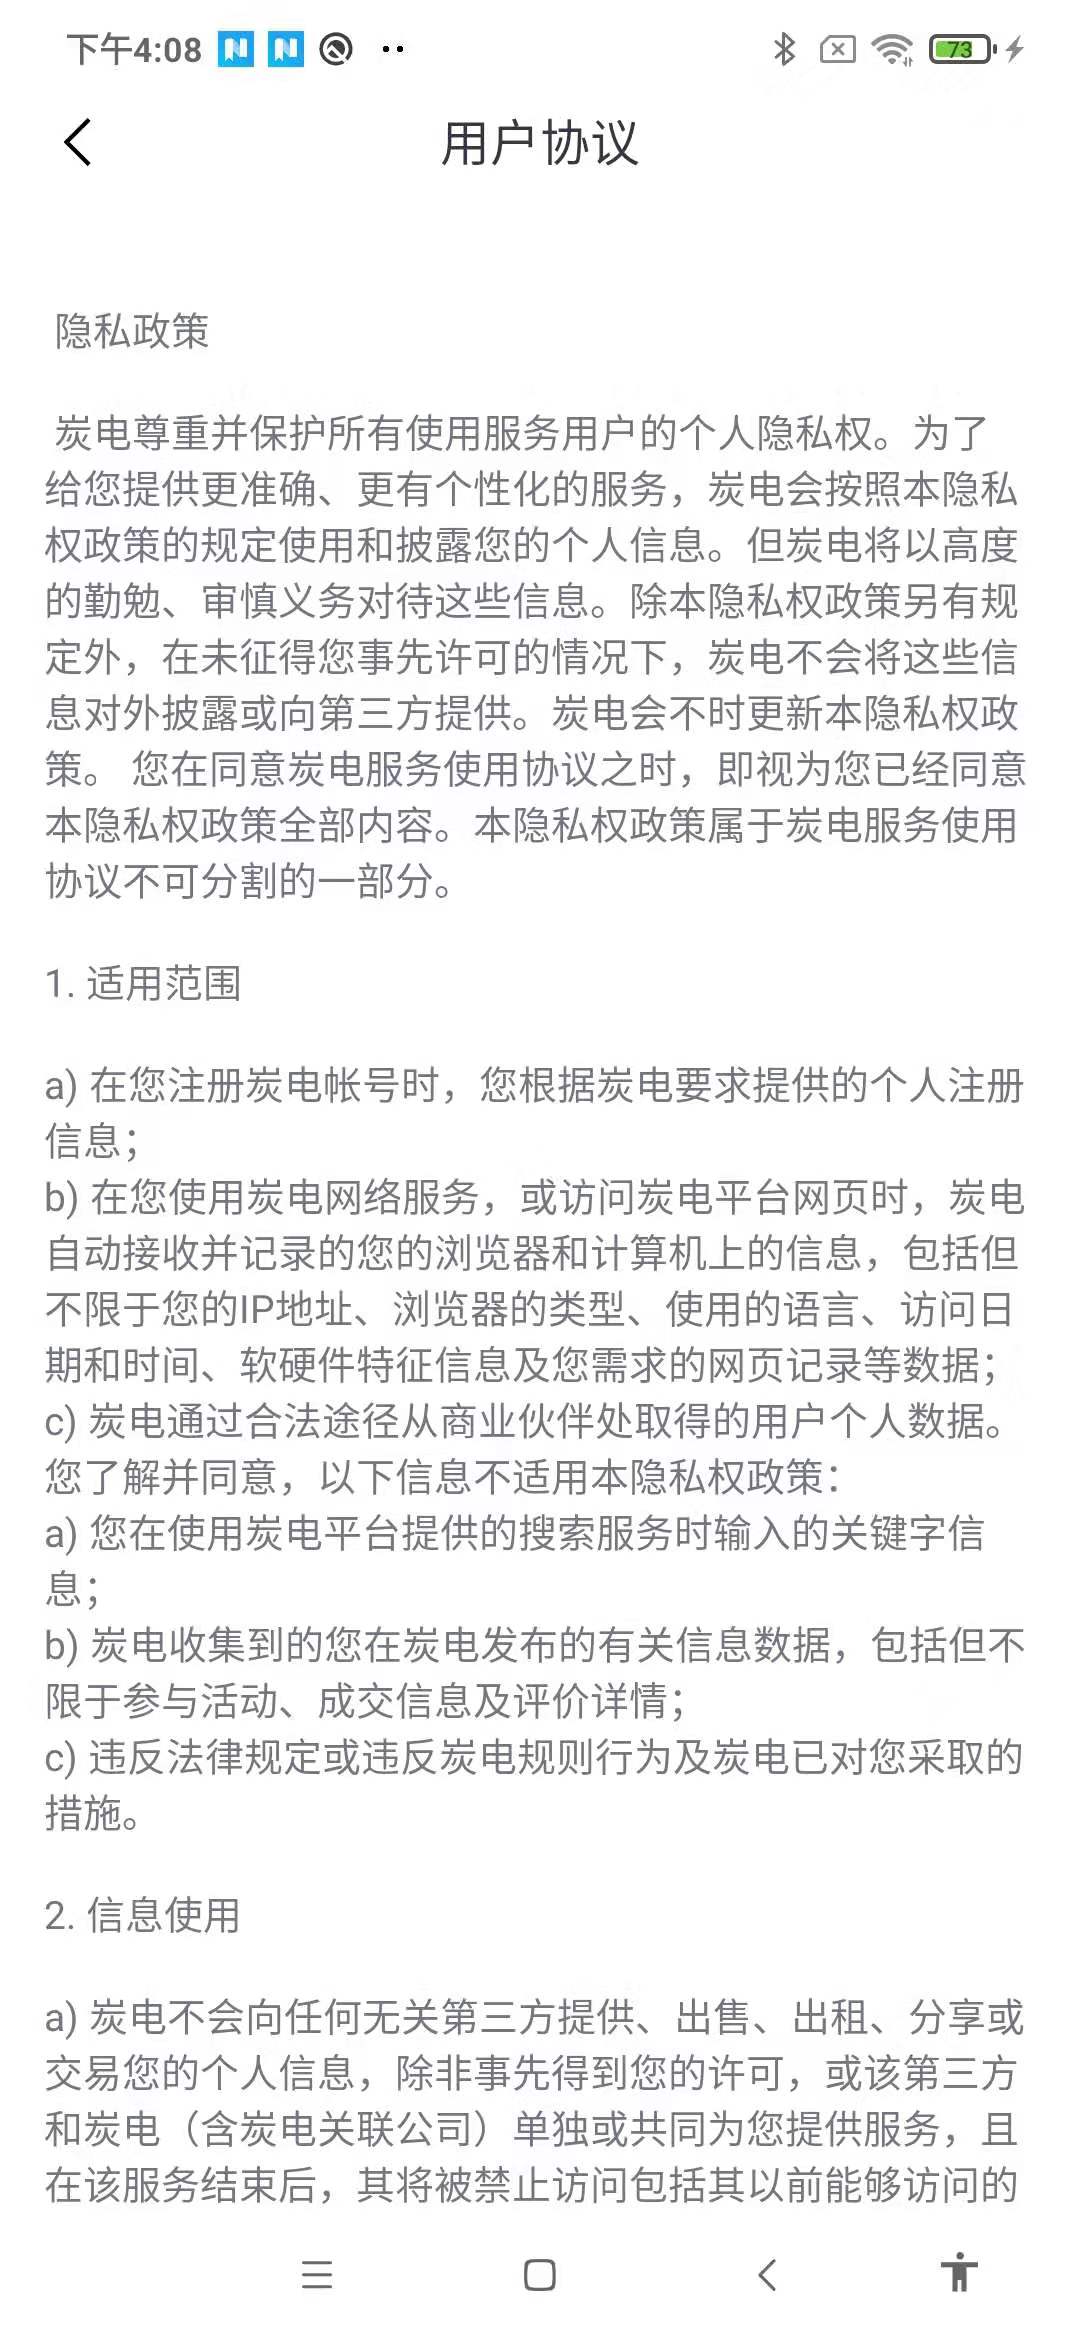 下午4:08
73
用户协议
隐私政策
炭电尊重并保护所有使用服务用户的个人隐私权。为了
给您提供更准确、更有个性化的服务，炭电会按照本隐私
权政策的规定使用和披露您的个人信息。但炭电将以高度
的勤勉、审慎义务对待这些信息。除本隐私权政策另有规
定外，在未征得您事先许可的情况下，炭电不会将这些信
息对外披露或向第三方提供。炭电会不时更新本隐私权政
策。 您在同意炭电服务使用协议之时，即视为您已经同意
本隐私权政策全部内容。本隐私权政策属于炭电服务使用
协议不可分割的一部分。
1. 适用范围
a) 在您注册炭电帐号时，您根据炭电要求提供的个人注册
信息；
b) 在您使用炭电网络服务，或访问炭电平台网页时，炭电
自动接收并记录的您的浏览器和计算机上的信息，包括但
不限于您的IP地址、浏览器的类型、使用的语言、访问日
期和时间、软硬件特征信息及您需求的网页记录等数据；
c) 炭电通过合法途径从商业伙伴处取得的用户个人数据。
您了解并同意，以下信息不适用本隐私权政策：
a) 您在使用炭电平台提供的搜索服务时输入的关键字信
息；
b) 炭电收集到的您在炭电发布的有关信息数据，包括但不
限于参与活动、成交信息及评价详情；
c) 违反法律规定或违反炭电规则行为及炭电已对您采取的
措施。
2. 信息使用
a) 炭电不会向任何无关第三方提供、出售、出租、分享或
交易您的个人信息，除非事先得到您的许可，或该第三方
和炭电（含炭电关联公司）单独或共同为您提供服务，且
在该服务结束后，其将被禁止访问包括其以前能够访问的